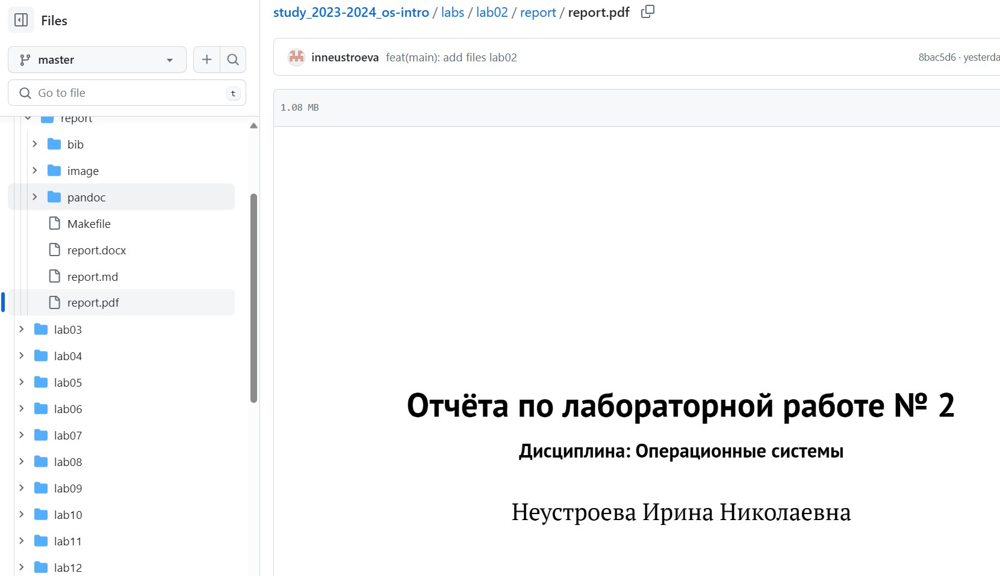 Files
master
Go to file
t
report
bib
image
pandoc
Makefile
report.docx
report.md
report.pdf
lab03
lab04
lab05
lab06
lab07
lab08
lab09
lab10
lab11
lab12
study_2023-2024_os-intro / labs / lab02 / report / report.pdf
inneustroeva feat(main): add files lab02
8bac5d6 · yesterda
1.08 MB
Отчёта по лабораторной работе № 2
Дисциплина: Операционные системы
Неустроева Ирина Николаевна